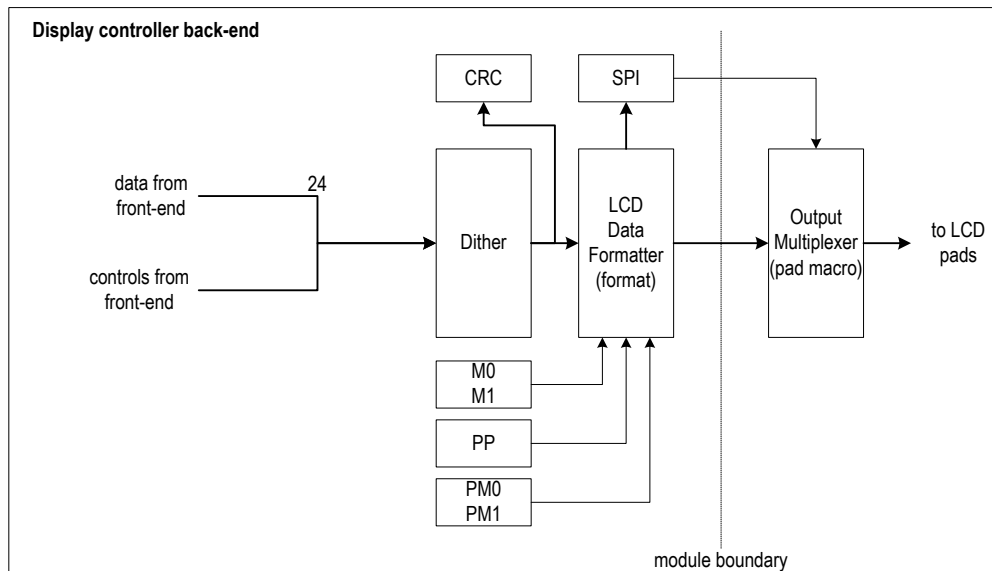 Display controller back-end
CRC
SPI
data from
front-end
24
controls from
front-end
Dither
LCD
Data
Formatter
(format)
Output
Multiplexer
(pad macro)
to LCD
pads
M0
M1
PP
PM0
PM1
module boundary